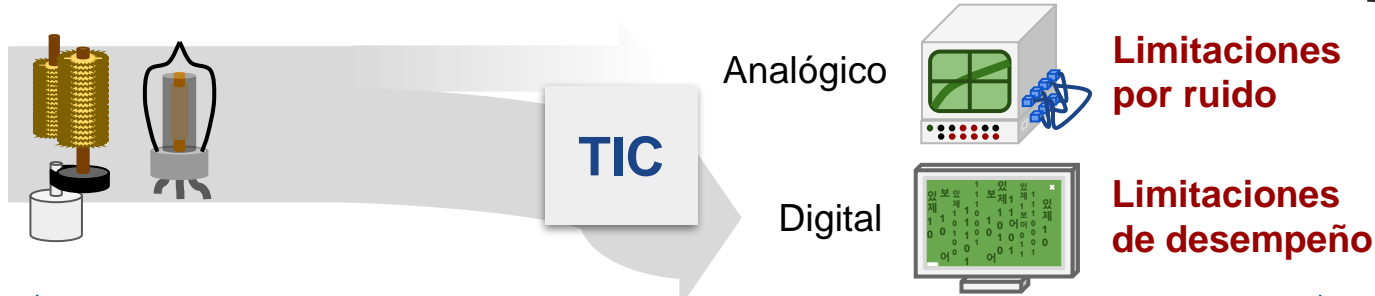 Analógico
Limitaciones
por ruido
TIC
Digital
Limitaciones
de desempeño